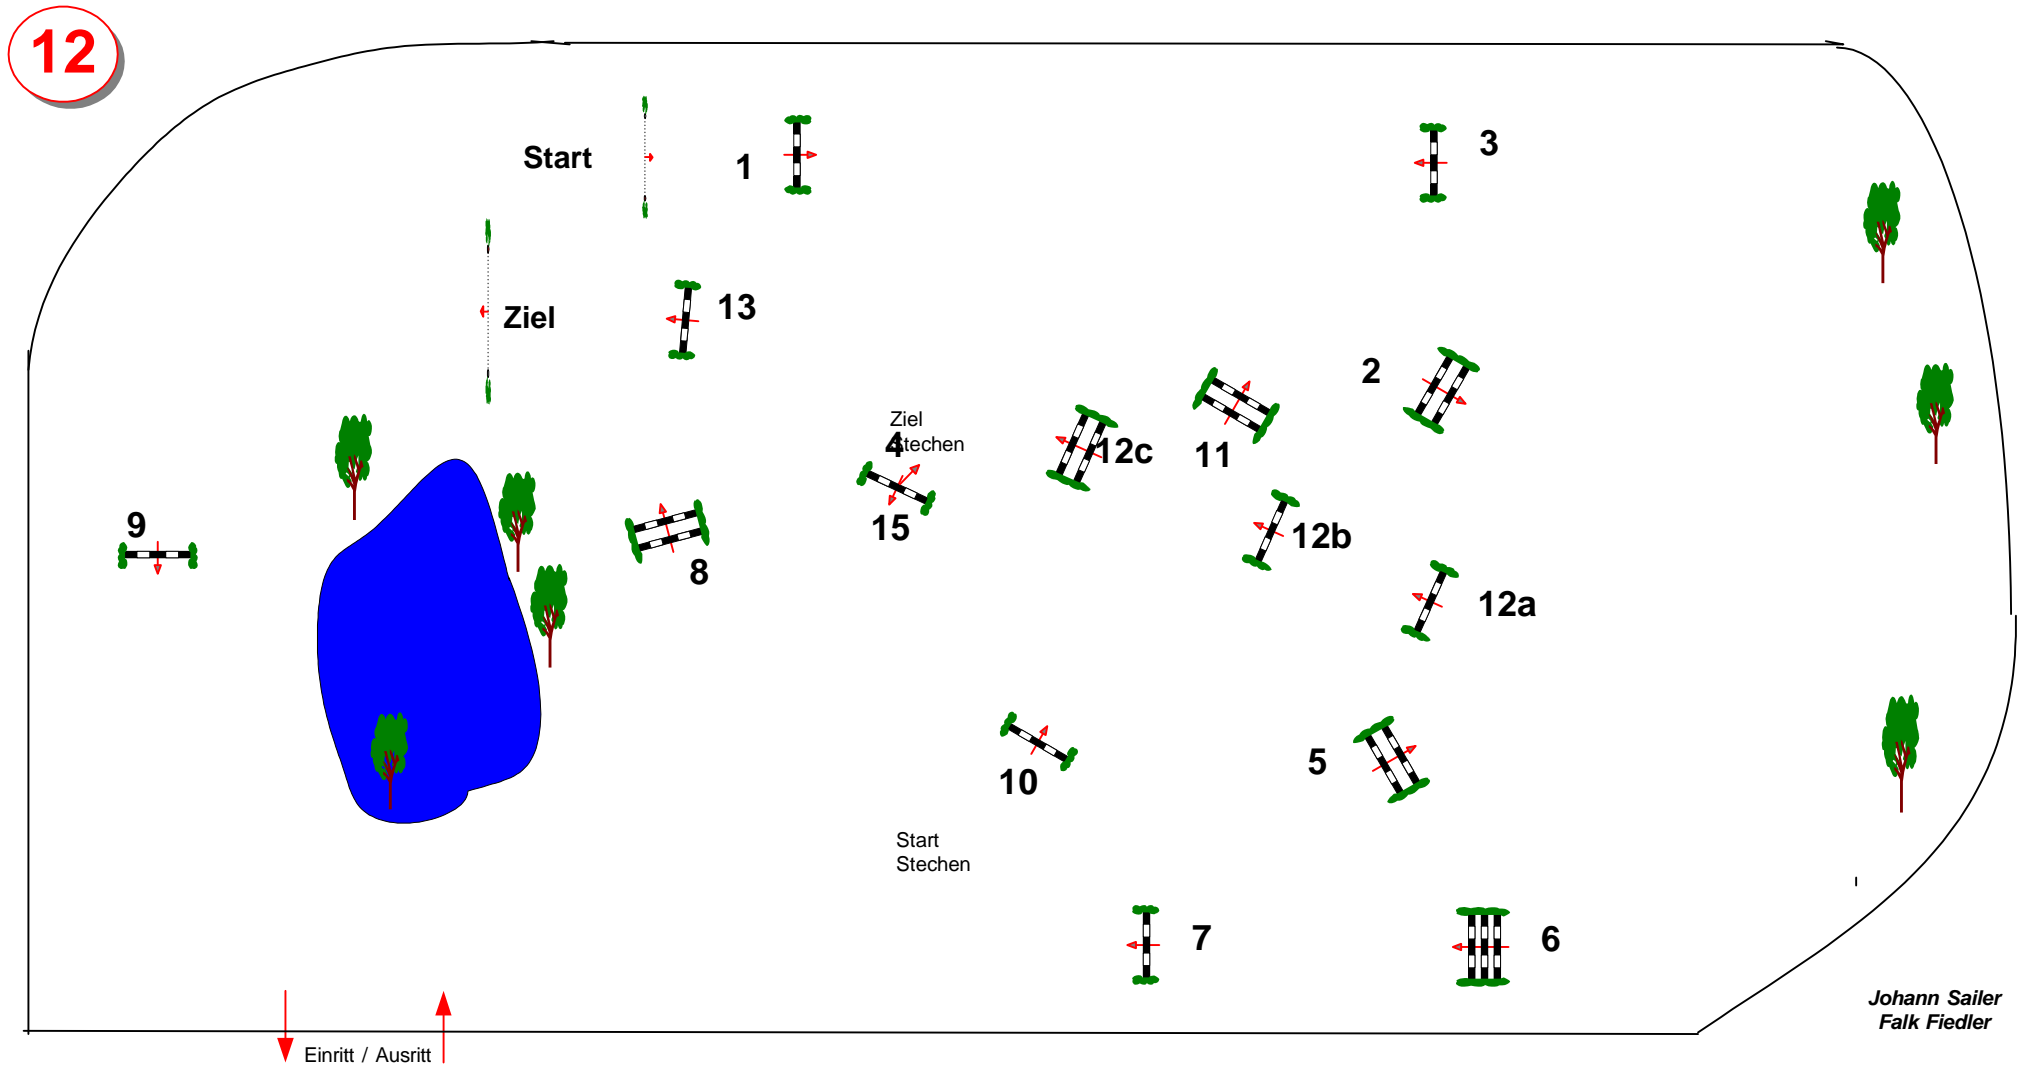 12
Start
1
3
Ziel
13
2
Ziel
Stechen
4
12c
11
9
15
8
12b
12a
5
10
Start
Stechen
7
6
Johann Sailer
Falk Fiedler
Einritt / Ausritt